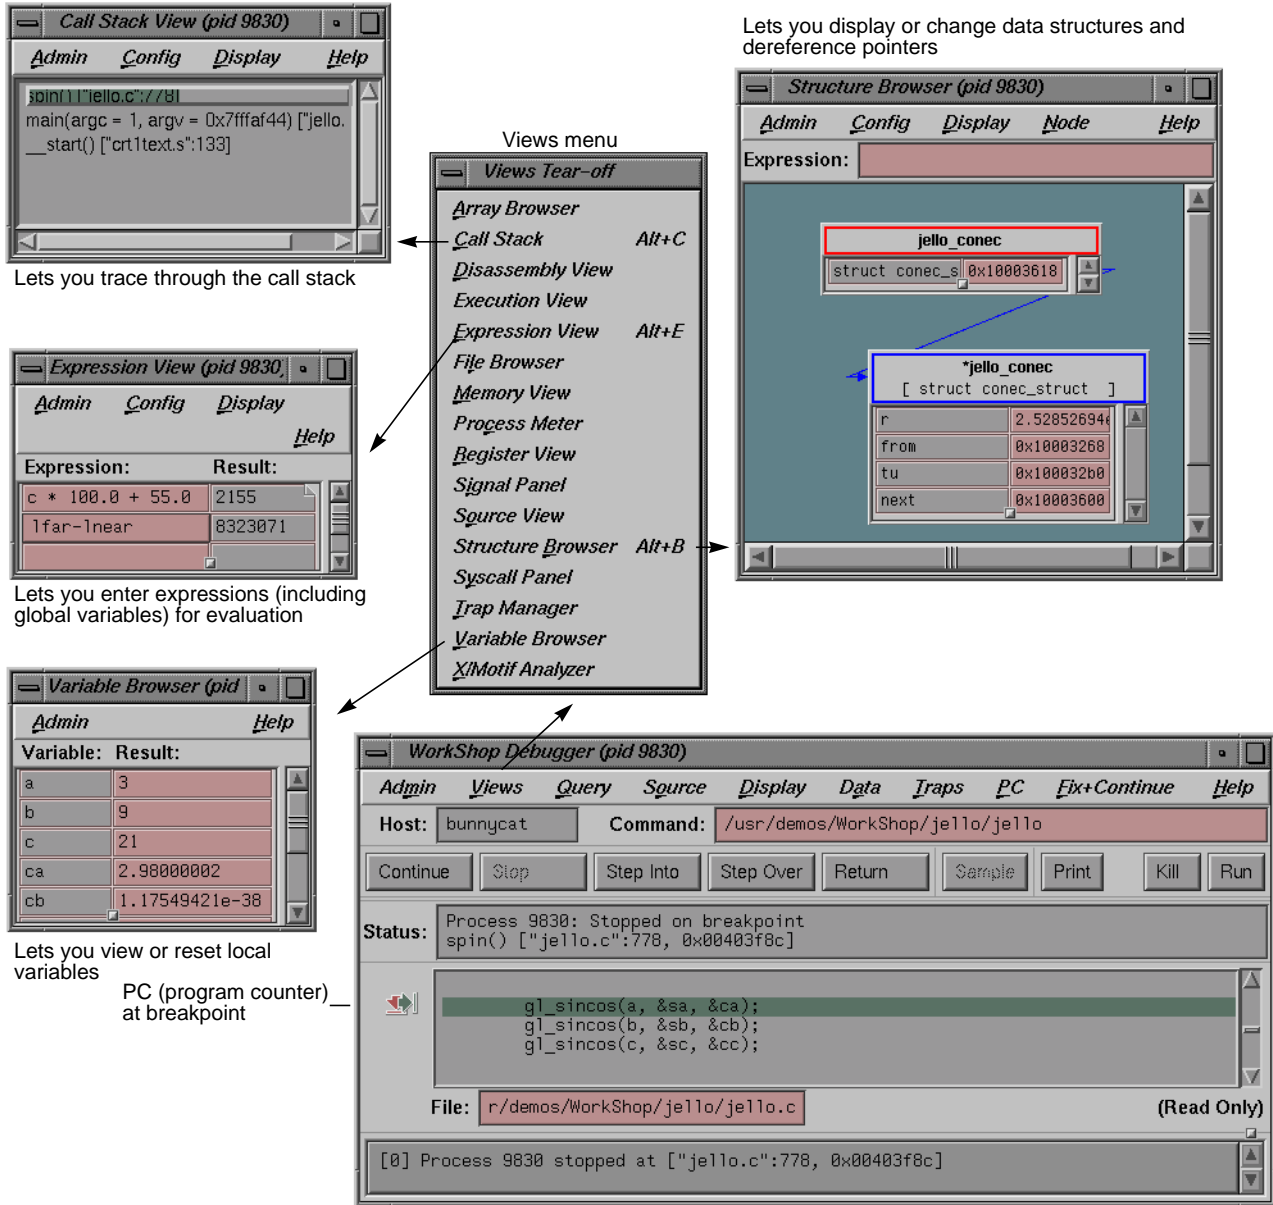 Call Stack View (pid 9830)
Admin Config Display Help
spin() ["jello.c":778]
main(argc = 1, argv = 0x7fffaf44) ["jello.
__start() ["crt1text.s":133]
Lets you trace through the call stack
Expression View (pid 9830)
Admin Config Display
Help
Expression: Result:
c * 100.0 + 55.0 2155
lfar-lnear 8323071
Lets you enter expressions (including
global variables) for evaluation
Variable Browser (pid
Admin Help
Variable: Result:
a 3
b 9
c 21
ca 2.98000002
cb 1.17549421e-38
Lets you view or reset local
variables
Views menu
Views Tear-off
Array Browser
Call Stack Alt+C
Disassembly View
Execution View
Expression View Alt+E
File Browser
Memory View
Process Meter
Register View
Signal Panel
Source View
Structure Browser Alt+B
Syscall Panel
Trap Manager
Variable Browser
X/Motif Analyzer
Lets you display or change data structures and
dereference pointers
Structure Browser (pid 9830)
Admin Config Display Node Help
Expression:
jello_conec
struct conec_s 0x10003618
*jello_conec
[ struct conec_struct ]
r 2.52852694e
from 0x10003268
tu 0x100032b0
next 0x10003600
WorkShop Debugger (pid 9830)
Admin Views Query Source Display Data Traps PC Fix+Continue Help
Host: bunnycat Command: /usr/demos/WorkShop/jello/jello
Continue Stop Step Into Step Over Return Sample Print Kill Run
Status: Process 9830: Stopped on breakpoint
spin() ["jello.c":778, 0x00403f8c]
PC (program counter)
at breakpoint
gl_sincos(a, &sa, &ca);
gl_sincos(b, &sb, &cb);
gl_sincos(c, &sc, &cc);
File: r/demos/WorkShop/jello/jello.c (Read Only)
[0] Process 9830 stopped at ["jello.c":778, 0x00403f8c]